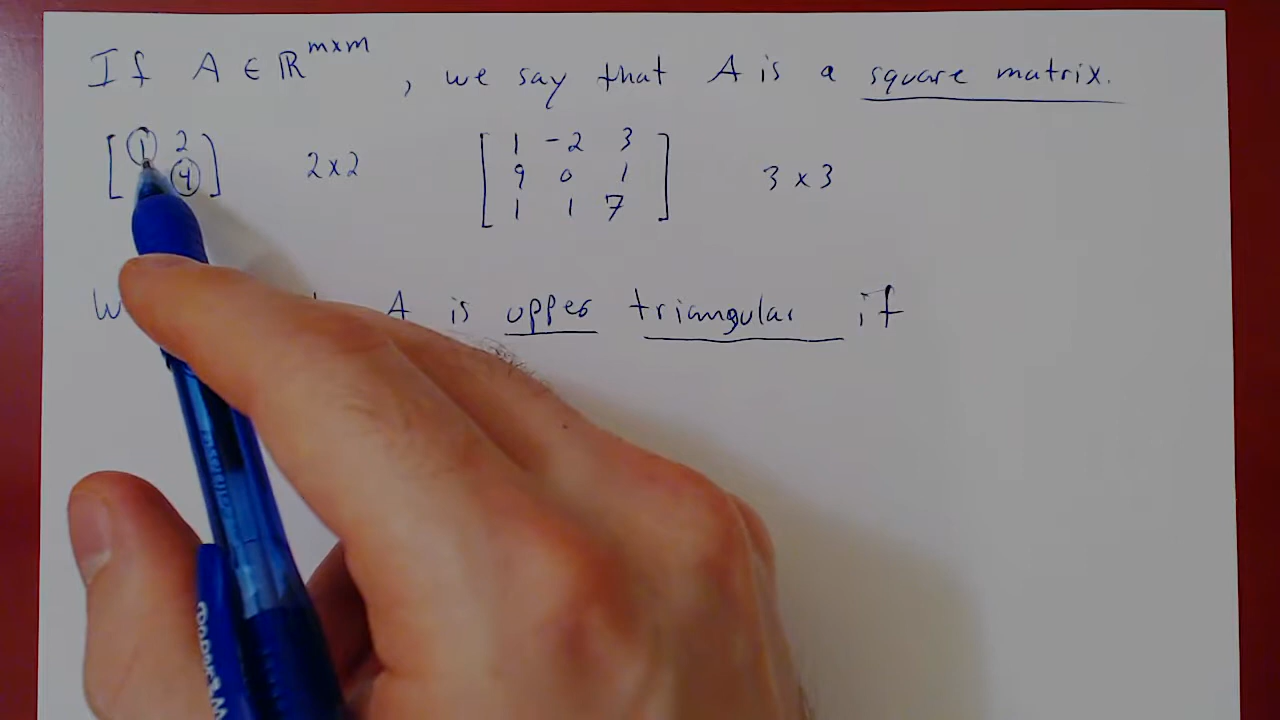 If A ∈ ℝ^{m×m}, we say that A is a square matrix.
[1 2    2×2    [1 -2 3    3×3
4]    9 0 1
1 1 7]
A is upper triangular if